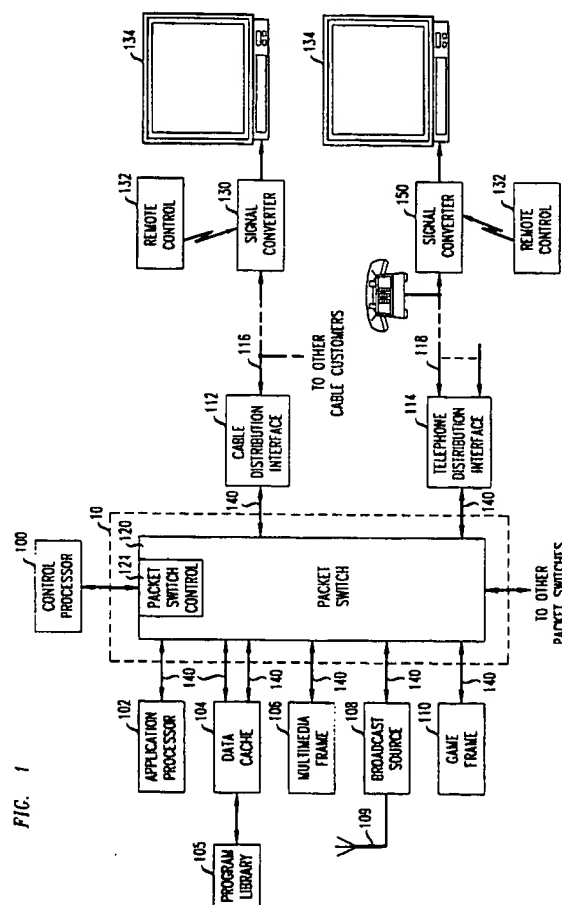 FIG. 1
100
CONTROL
PROCESSOR
10
120
121
PACKET
SWITCH
CONTROL
PACKET
SWITCH
102
APPLICATION
PROCESSOR
140
104
DATA
CACHE
140
140
105
PROGRAM
LIBRARY
106
MULTIMEDIA
FRAME
140
108
BROADCAST
SOURCE
140
109
110
GAME
FRAME
140
TO OTHER
PACKET SWITCHES
140
112
CABLE
DISTRIBUTION
INTERFACE
116
TO OTHER
CABLE CUSTOMERS
140
114
TELEPHONE
DISTRIBUTION
INTERFACE
118
132
REMOTE
CONTROL
130
SIGNAL
CONVERTER
134
150
SIGNAL
CONVERTER
132
REMOTE
CONTROL
134